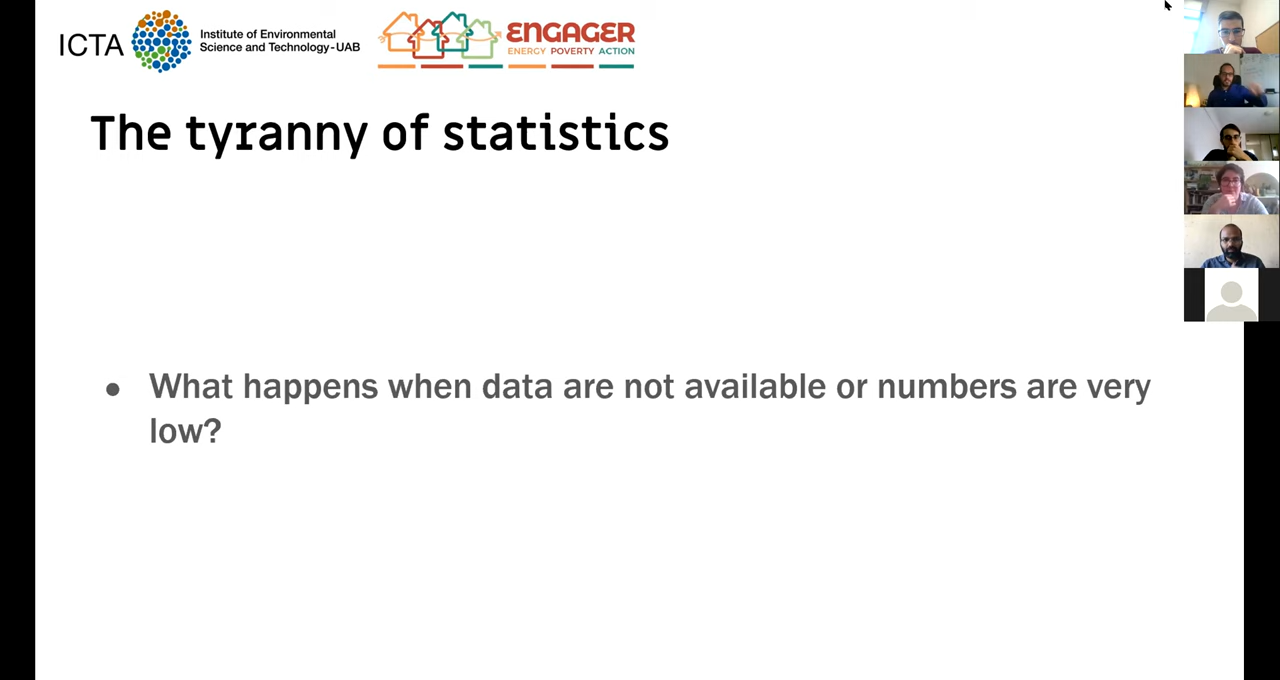 ICTA
Institute of Environmental
Science and Technology-UAB
ENGAGER
ENERGY POVERTY ACTION
The tyranny of statistics
• What happens when data are not available or numbers are very
low?